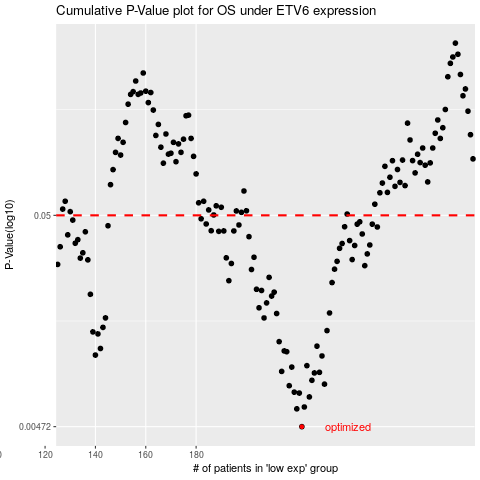 Cumulative P-Value plot for OS under ETV6 expression
P-Value(log10)
0.05
0.00472
optimized
0 120 140 160 180
# of patients in 'low exp' group